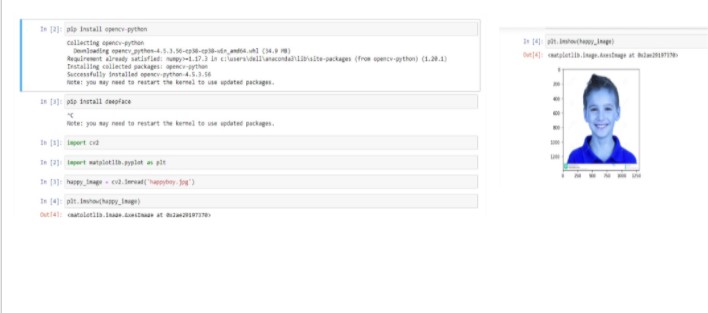 In [2]: pip install opencv-python
Collecting opencv-python
Downloading opencv_python-4.5.3.56-cp38-cp38-win_amd64.whl (34.9 MB)
Requirement already satisfied: numpy>=1.17.3 in c:\users\dell\anaconda3\lib\site-packages (from opencv-python) (1.20.1)
Installing collected packages: opencv-python
Successfully installed opencv-python-4.5.3.56
Note: you may need to restart the kernel to use updated packages.
In [3]: pip install deepface
^C
Note: you may need to restart the kernel to use updated packages.
In [1]: import cv2
In [2]: import matplotlib.pyplot as plt
In [3]: happy_image = cv2.imread('happyboy.jpg')
In [4]: plt.imshow(happy_image)
Out[4]: <matplotlib.image.AxesImage at 0x2ae29197370>
In [4]: plt.imshow(happy_image)
Out[4]: <matplotlib.image.AxesImage at 0x2ae29197370>
0
200
400
600
800
1000
1200
0 250 500 750 1000 1250